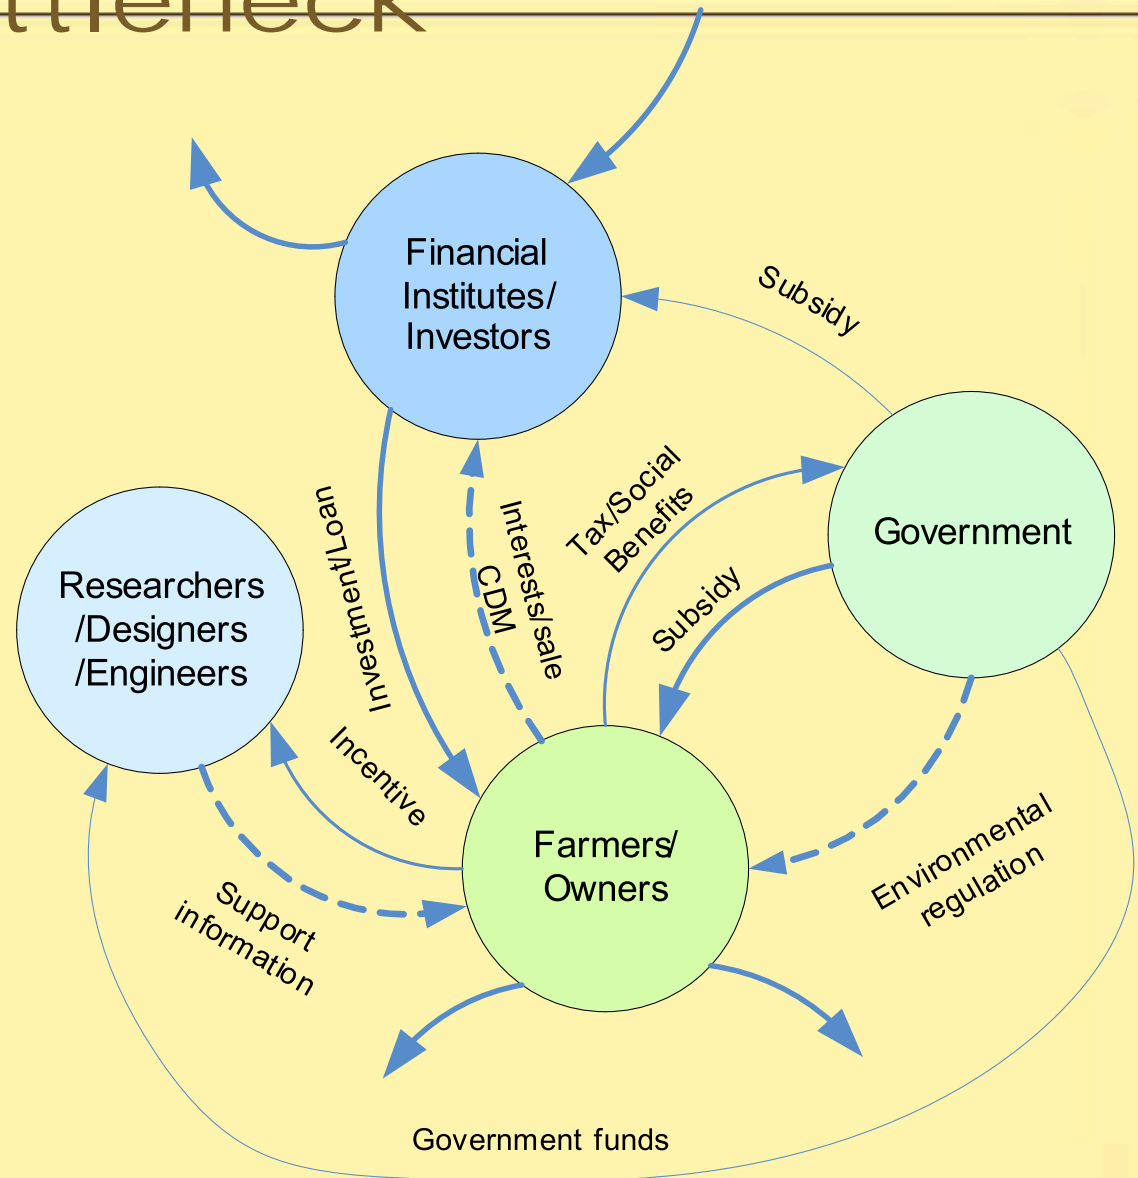 ttleneck
Financial
Institutes/
Investors
Subsidy
Tax/Social
Benefits
Government
Subsidy
Investment/Loan
Interests/sale
CDM
Researchers
/Designers
/Engineers
Incentive
Farmers/
Owners
Environmental
regulation
Support
information
Government funds